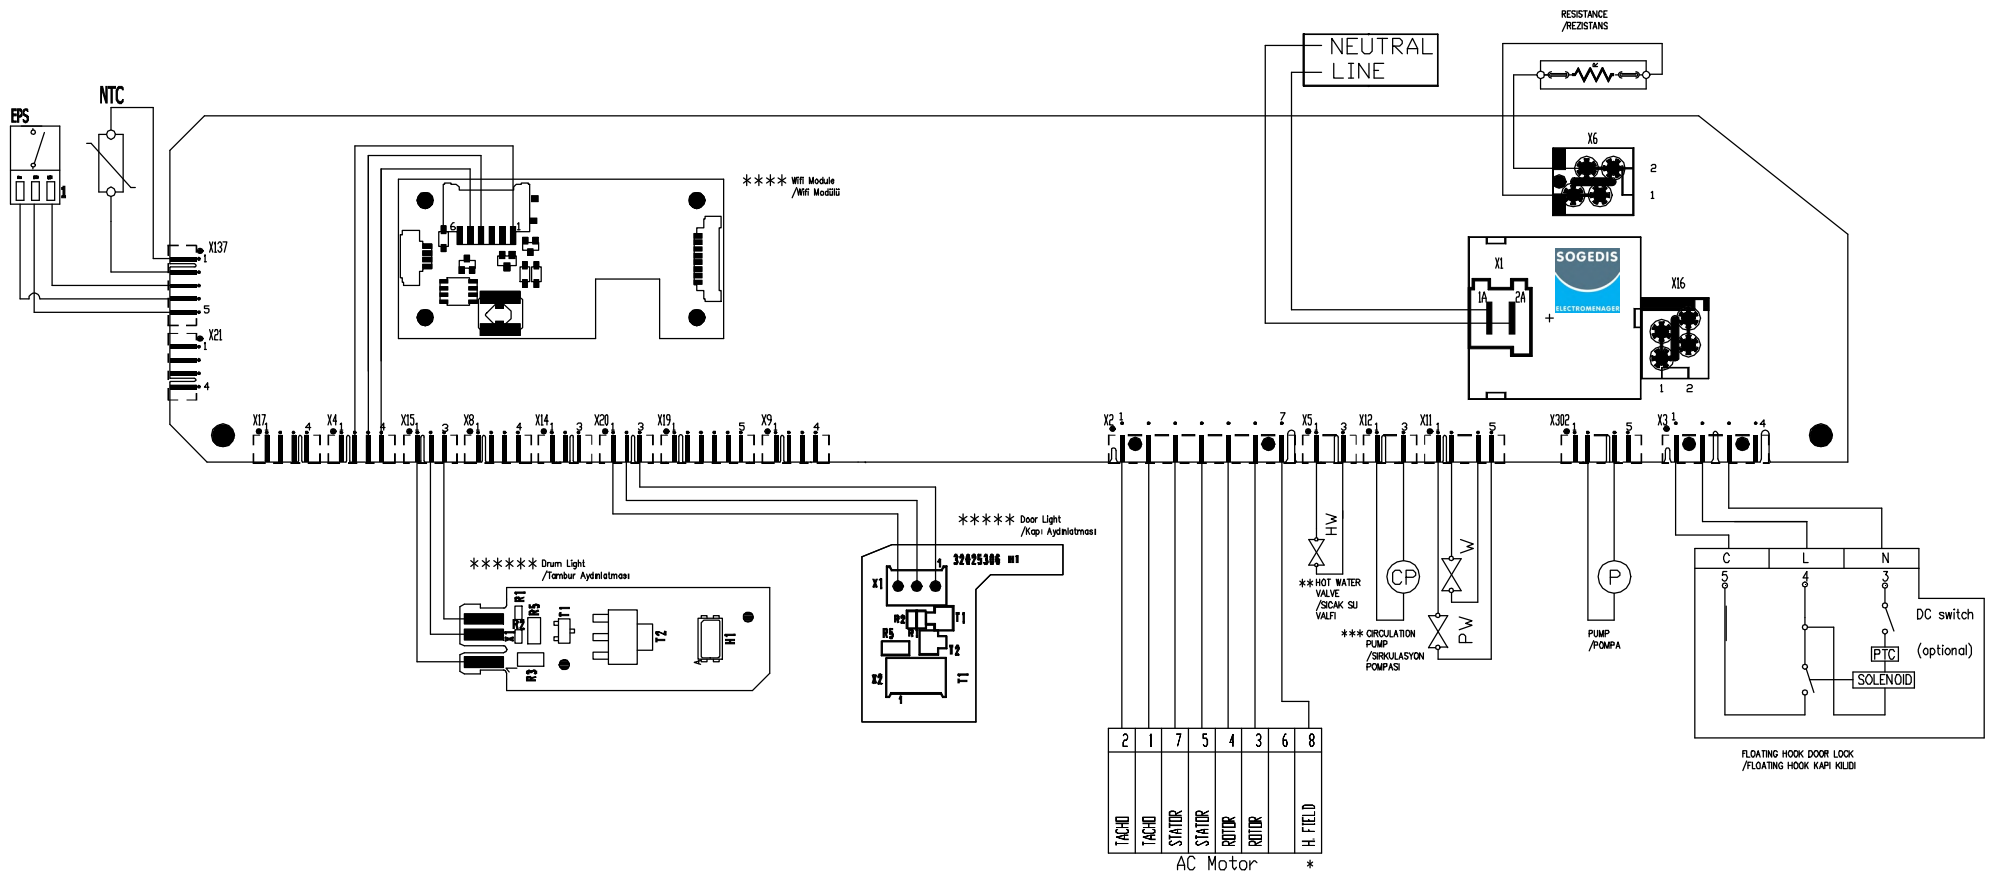 RESISTANCE
/REZISTANS
NEUTRAL
LINE
R
NTC
EPS
1
X6
2
1
**** Wifi Module
/Wifi Modülü
6 1
X137
1
5
X21
1
4
SOGEDIS
ELECTROMENAGER
X1
1A 2A
+
X16
1 2
X17 1 4
X4 1 4
X15 1 3
X8 1 4
X14 1 3
X20 1 3
X19 1 5
X9 1 4
X2 1 7
X5 1 3
X12 1 3
X11 1 5
X302 1 5
X3 1 4
***** Door Light
/Kapı Aydınlatması
32025306 H1
X1 1
R2
R1
T1
R5
T2
X2
T1
1
****** Drum Light
/Tambur Aydınlatması
R1
R2
X1
R5
T1
R3
T2
H1
A
HW
** HOT WATER
VALVE
/SICAK SU
VALFI
CP
*** CIRCULATION
PUMP
/SIRKULASYON
POMPASI
W
PW
P
PUMP
/POMPA
C L N
5 4 3
DC switch
(optional)
PTC
SOLENOID
FLOATING HOOK DOOR LOCK
/FLOATING HOOK KAPI KILIDI
2 1 7 5 4 3 6 8
TACHO
TACHO
STATOR
STATOR
ROTOR
ROTOR
H. FIELD
AC Motor *